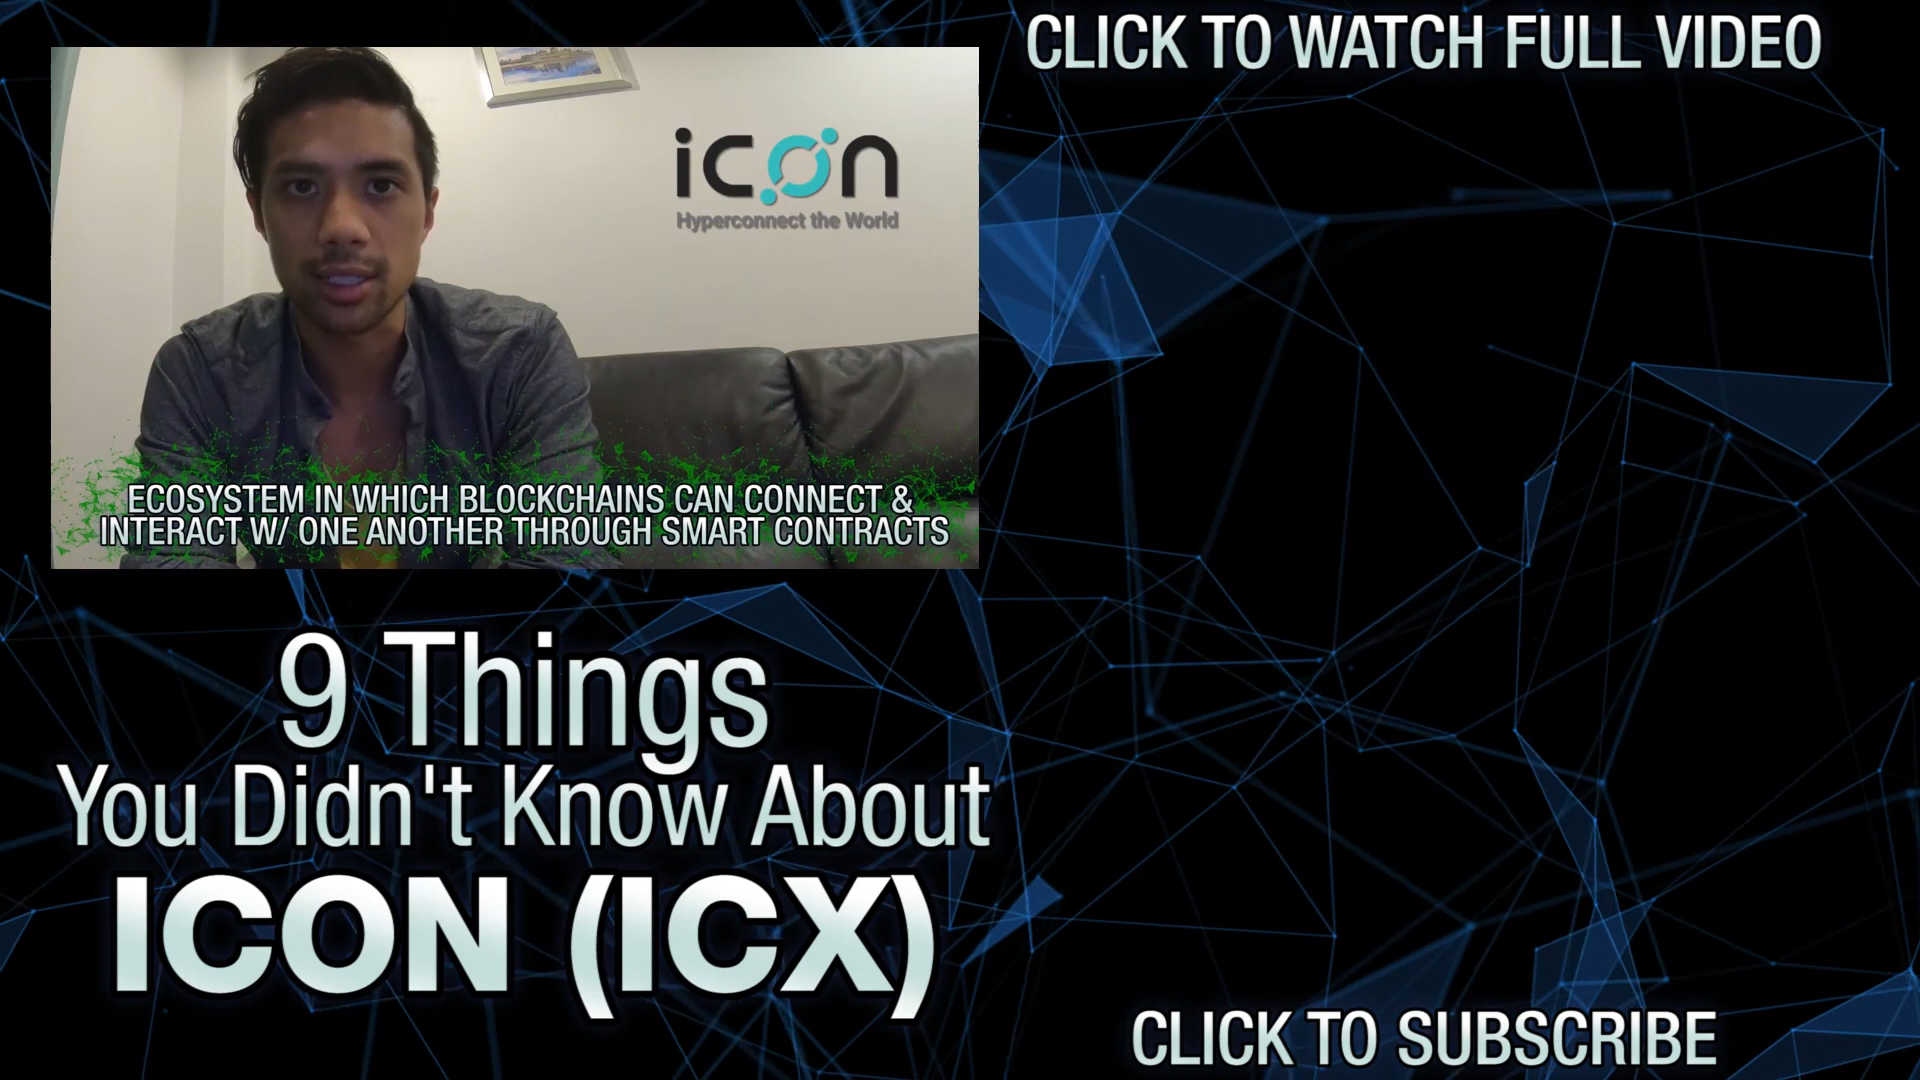 CLICK TO WATCH FULL VIDEO
icon
Hyperconnect the World
ECOSYSTEM IN WHICH BLOCKCHAINS CAN CONNECT &
INTERACT W/ ONE ANOTHER THROUGH SMART CONTRACTS
9 Things
You Didn't Know About
ICON (ICX)
CLICK TO SUBSCRIBE